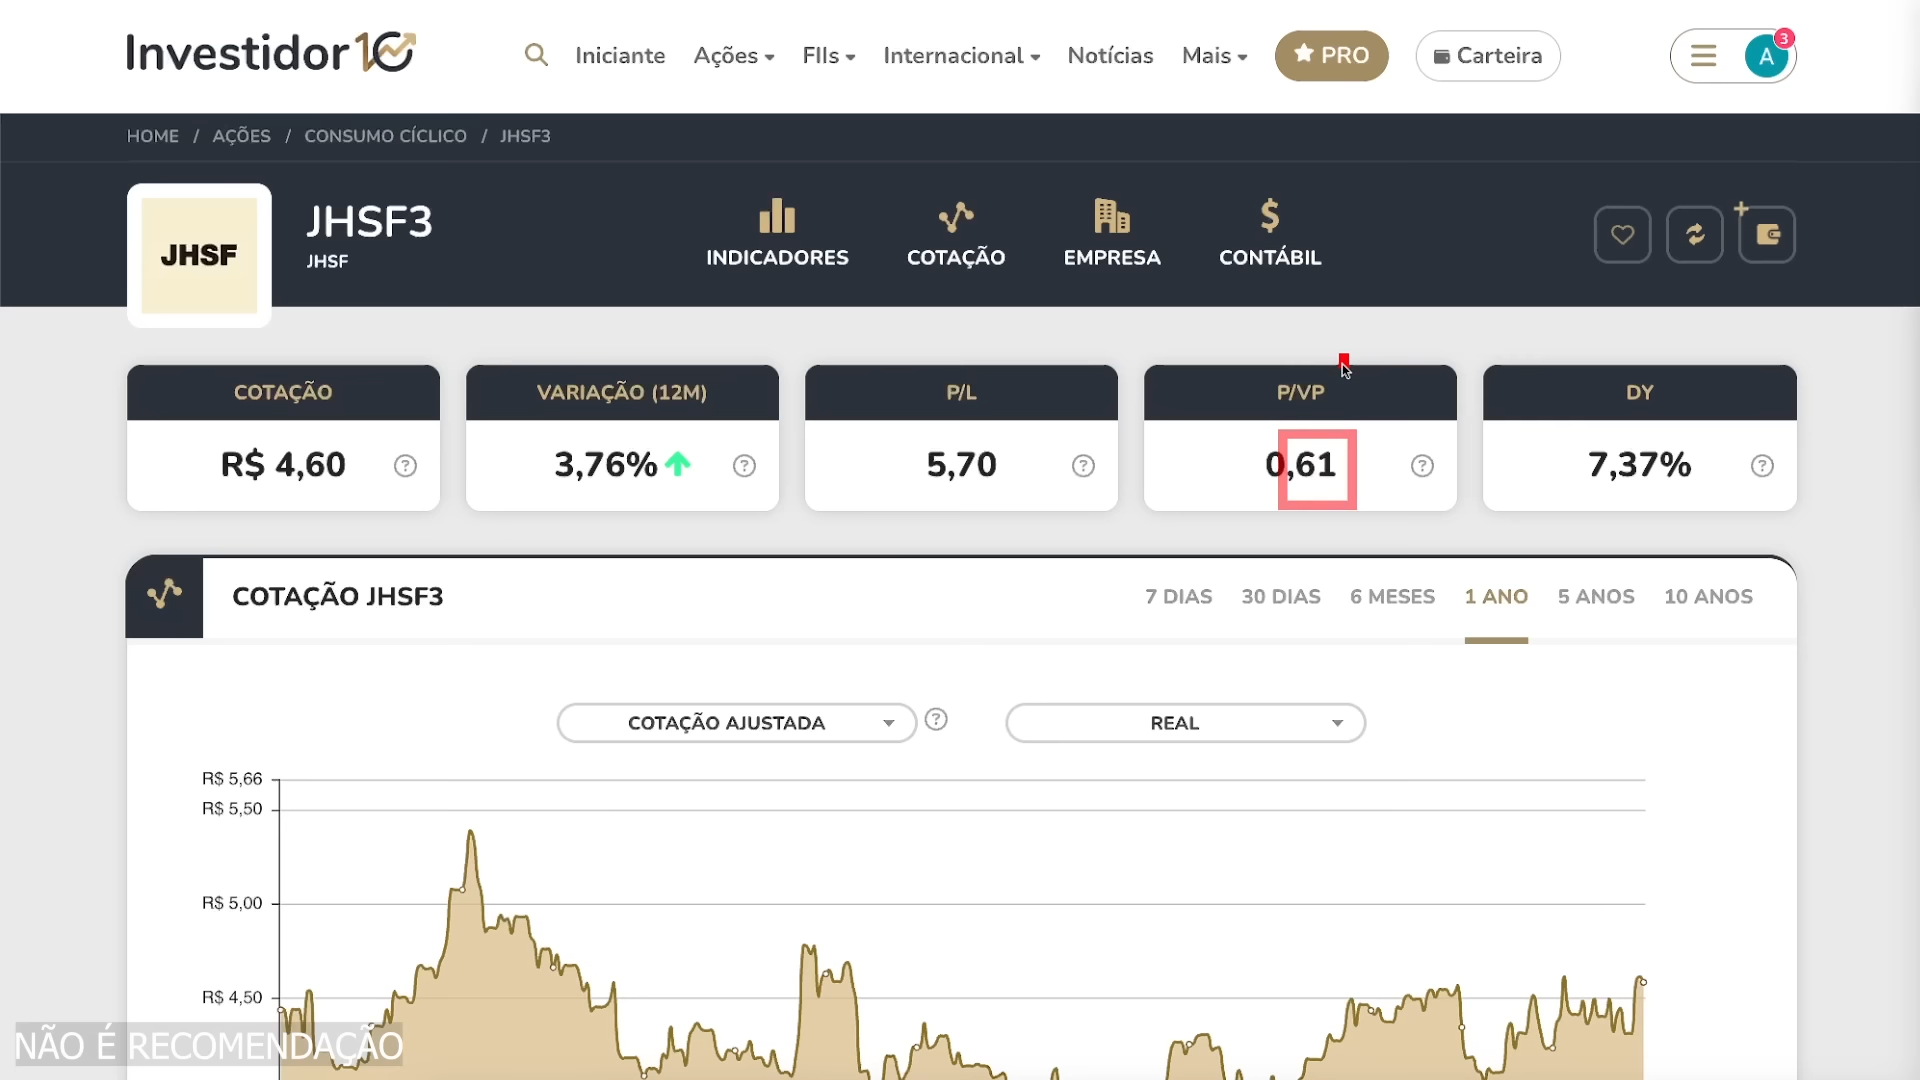 Investidor10
Iniciante
Ações
FIIs
Internacional
Notícias
Mais
PRO
Carteira
A
3
HOME / AÇÕES / CONSUMO CÍCLICO / JHSF3
JHSF
JHSF3
JHSF
INDICADORES
COTAÇÃO
EMPRESA
CONTÁBIL
COTAÇÃO
R$ 4,60
?
VARIAÇÃO (12M)
3,76%
?
P/L
5,70
?
P/VP
0,61
?
DY
7,37%
?
COTAÇÃO JHSF3
7 DIAS
30 DIAS
6 MESES
1 ANO
5 ANOS
10 ANOS
COTAÇÃO AJUSTADA
?
REAL
R$ 5,66
R$ 5,50
R$ 5,00
R$ 4,50
NÃO É RECOMENDAÇÃO